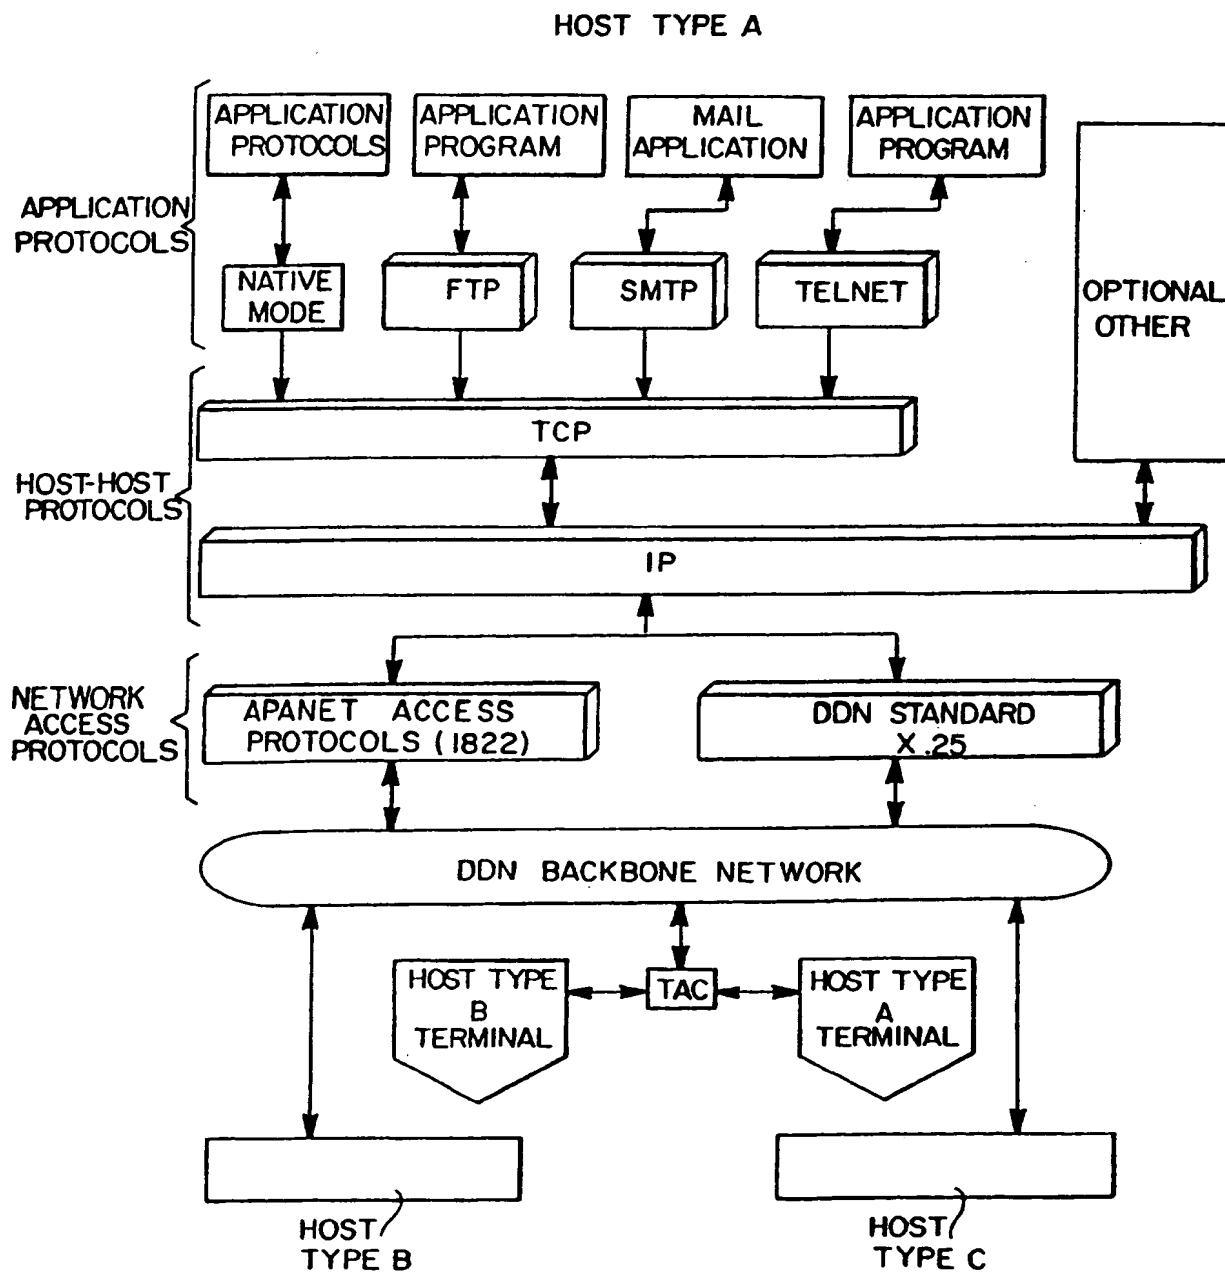 HOST TYPE A
APPLICATION
PROTOCOLS
APPLICATION
PROGRAM
MAIL
APPLICATION
APPLICATION
PROGRAM
APPLICATION
PROTOCOLS
NATIVE
MODE
FTP
SMTP
TELNET
OPTIONAL
OTHER
TCP
HOST-HOST
PROTOCOLS
IP
NETWORK
ACCESS
PROTOCOLS
APANET ACCESS
PROTOCOLS (1822)
DDN STANDARD
X.25
DDN BACKBONE NETWORK
HOST TYPE
B
TERMINAL
TAC
HOST TYPE
A
TERMINAL
HOST
TYPE B
HOST
TYPE C